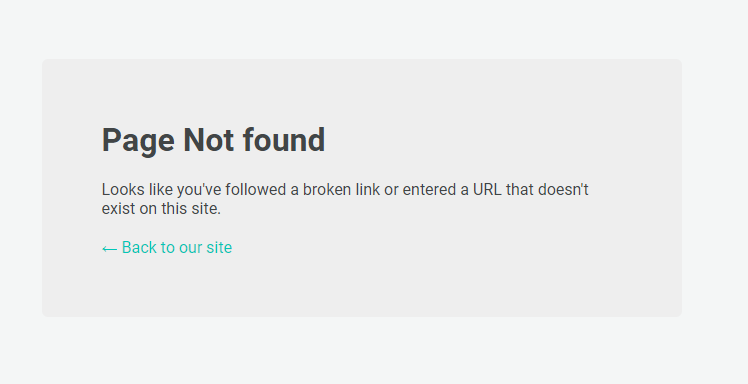 Page Not found
Looks like you've followed a broken link or entered a URL that doesn't
exist on this site.
← Back to our site